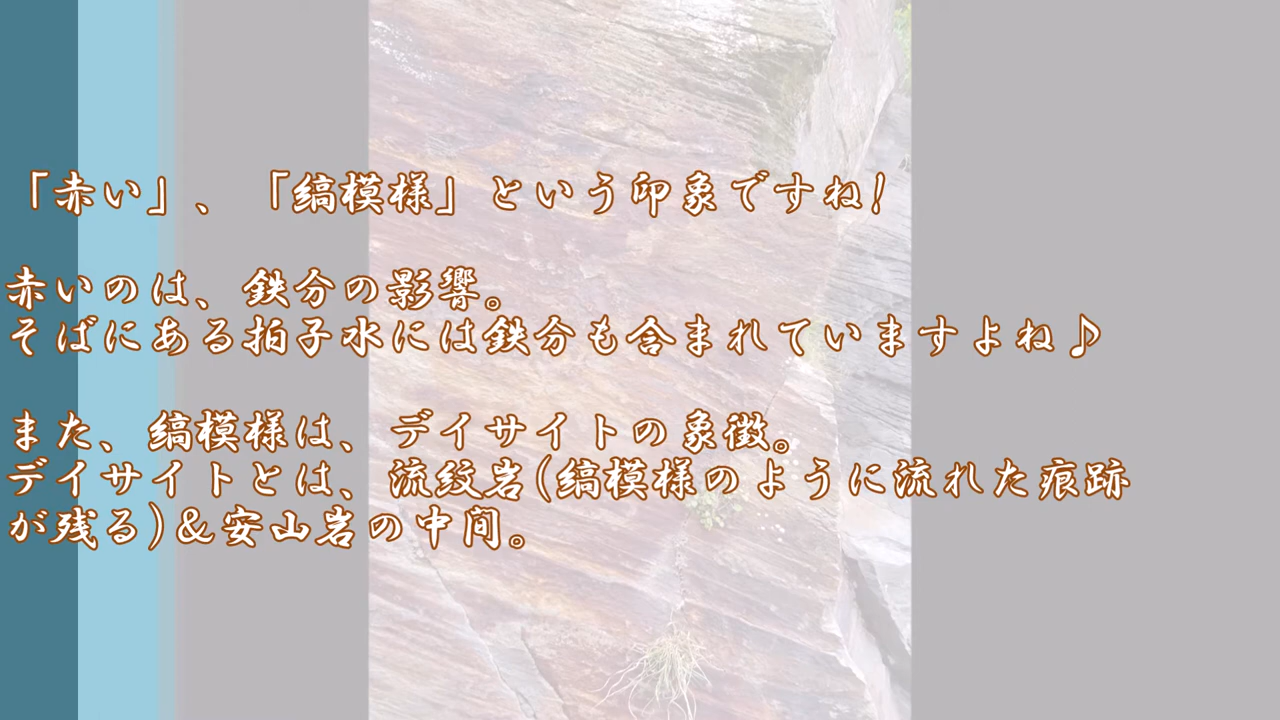 「赤い」、「縞模様」という印象ですね!
赤いのは、鉄分の影響。
そばにある拍子水には鉄分も含まれていますよね♪
また、縞模様は、デイサイトの象徴。
デイサイトとは、流紋岩(縞模様のように流れた痕跡
が残る)&安山岩の中間。